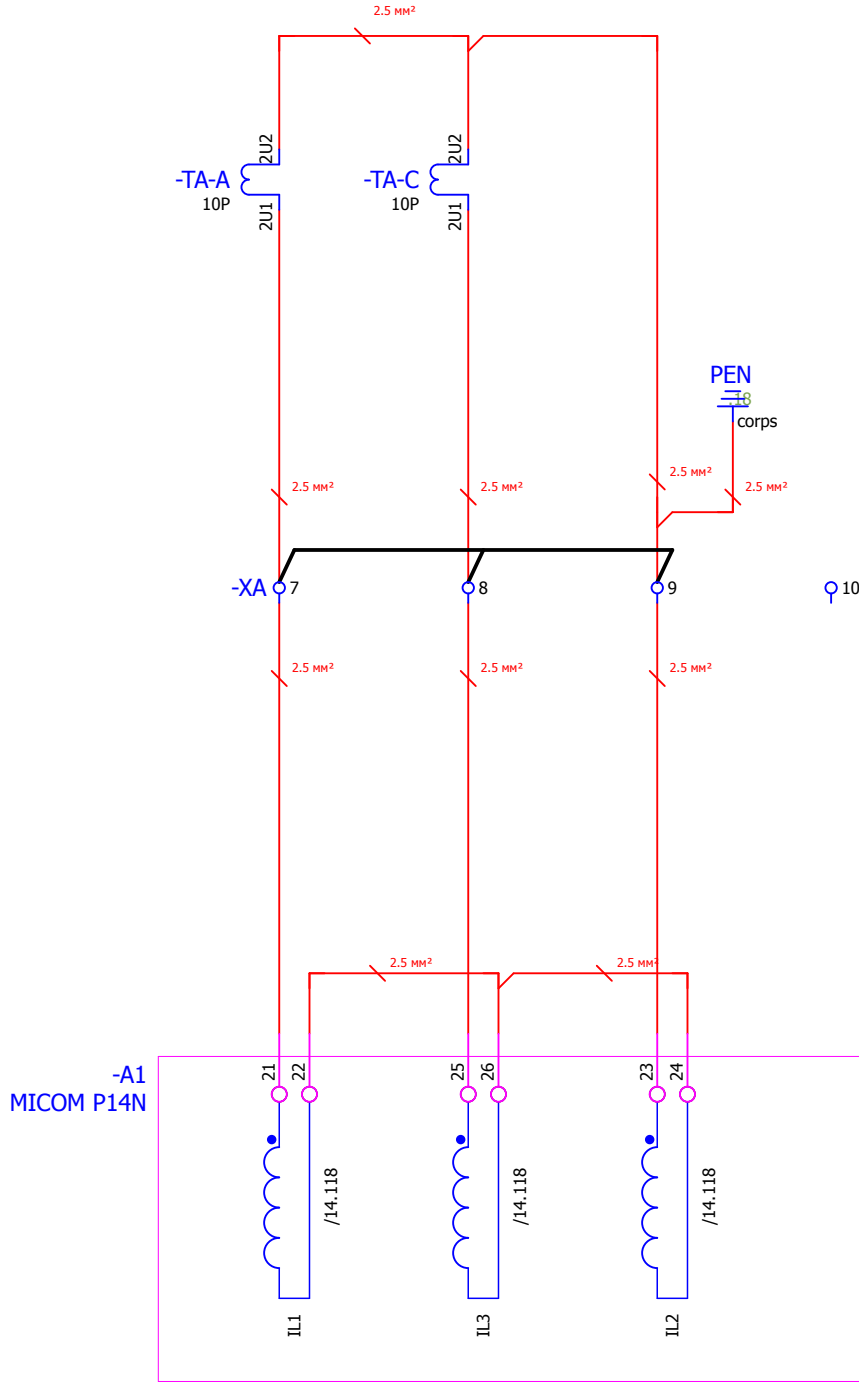 2.5 мм²
2U2
2U2
-TA-A
-TA-C
10P
10P
2U1
2U1
PEN
.18
corps
2.5 мм²
2.5 мм²
2.5 мм²
2.5 мм²
-XA
7
8
9
10
2.5 мм²
2.5 мм²
2.5 мм²
2.5 мм²
2.5 мм²
-A1
MICOM P14N
21
22
25
26
23
24
/14.118
/14.118
/14.118
IL1
IL3
IL2